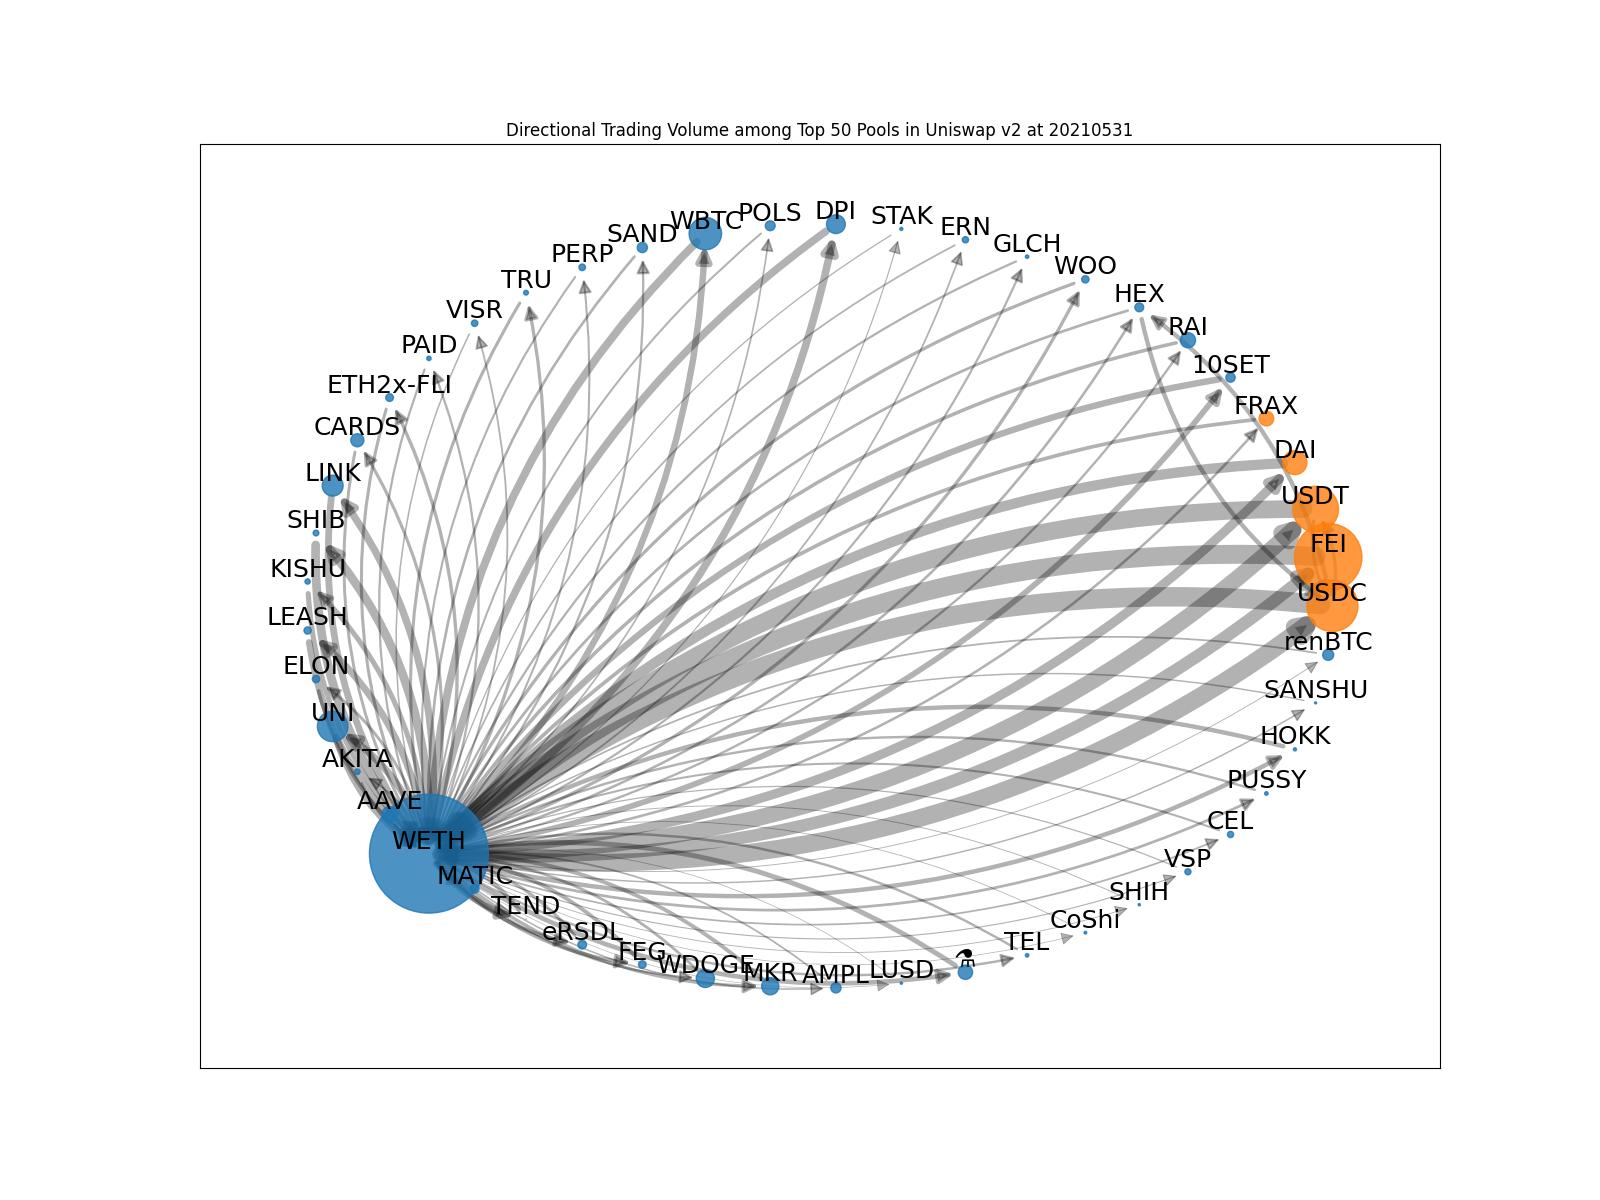 Directional Trading Volume among Top 50 Pools in Uniswap v2 at 20210531
WBTC
POLS
DPI
STAK
ERN
GLCH
WOO
HEX
RAI
10SET
FRAX
DAI
USDT
FEI
USDC
renBTC
SANSHU
HOKK
PUSSY
CEL
VSP
SHIH
CoShi
TEL
⚗
LUSD
AMPL
MKR
WDOGE
FEG
eRSDL
TEND
MATIC
WETH
AAVE
AKITA
UNI
ELON
LEASH
KISHU
SHIB
LINK
CARDS
ETH2x-FLI
PAID
VISR
TRU
PERP
SAND